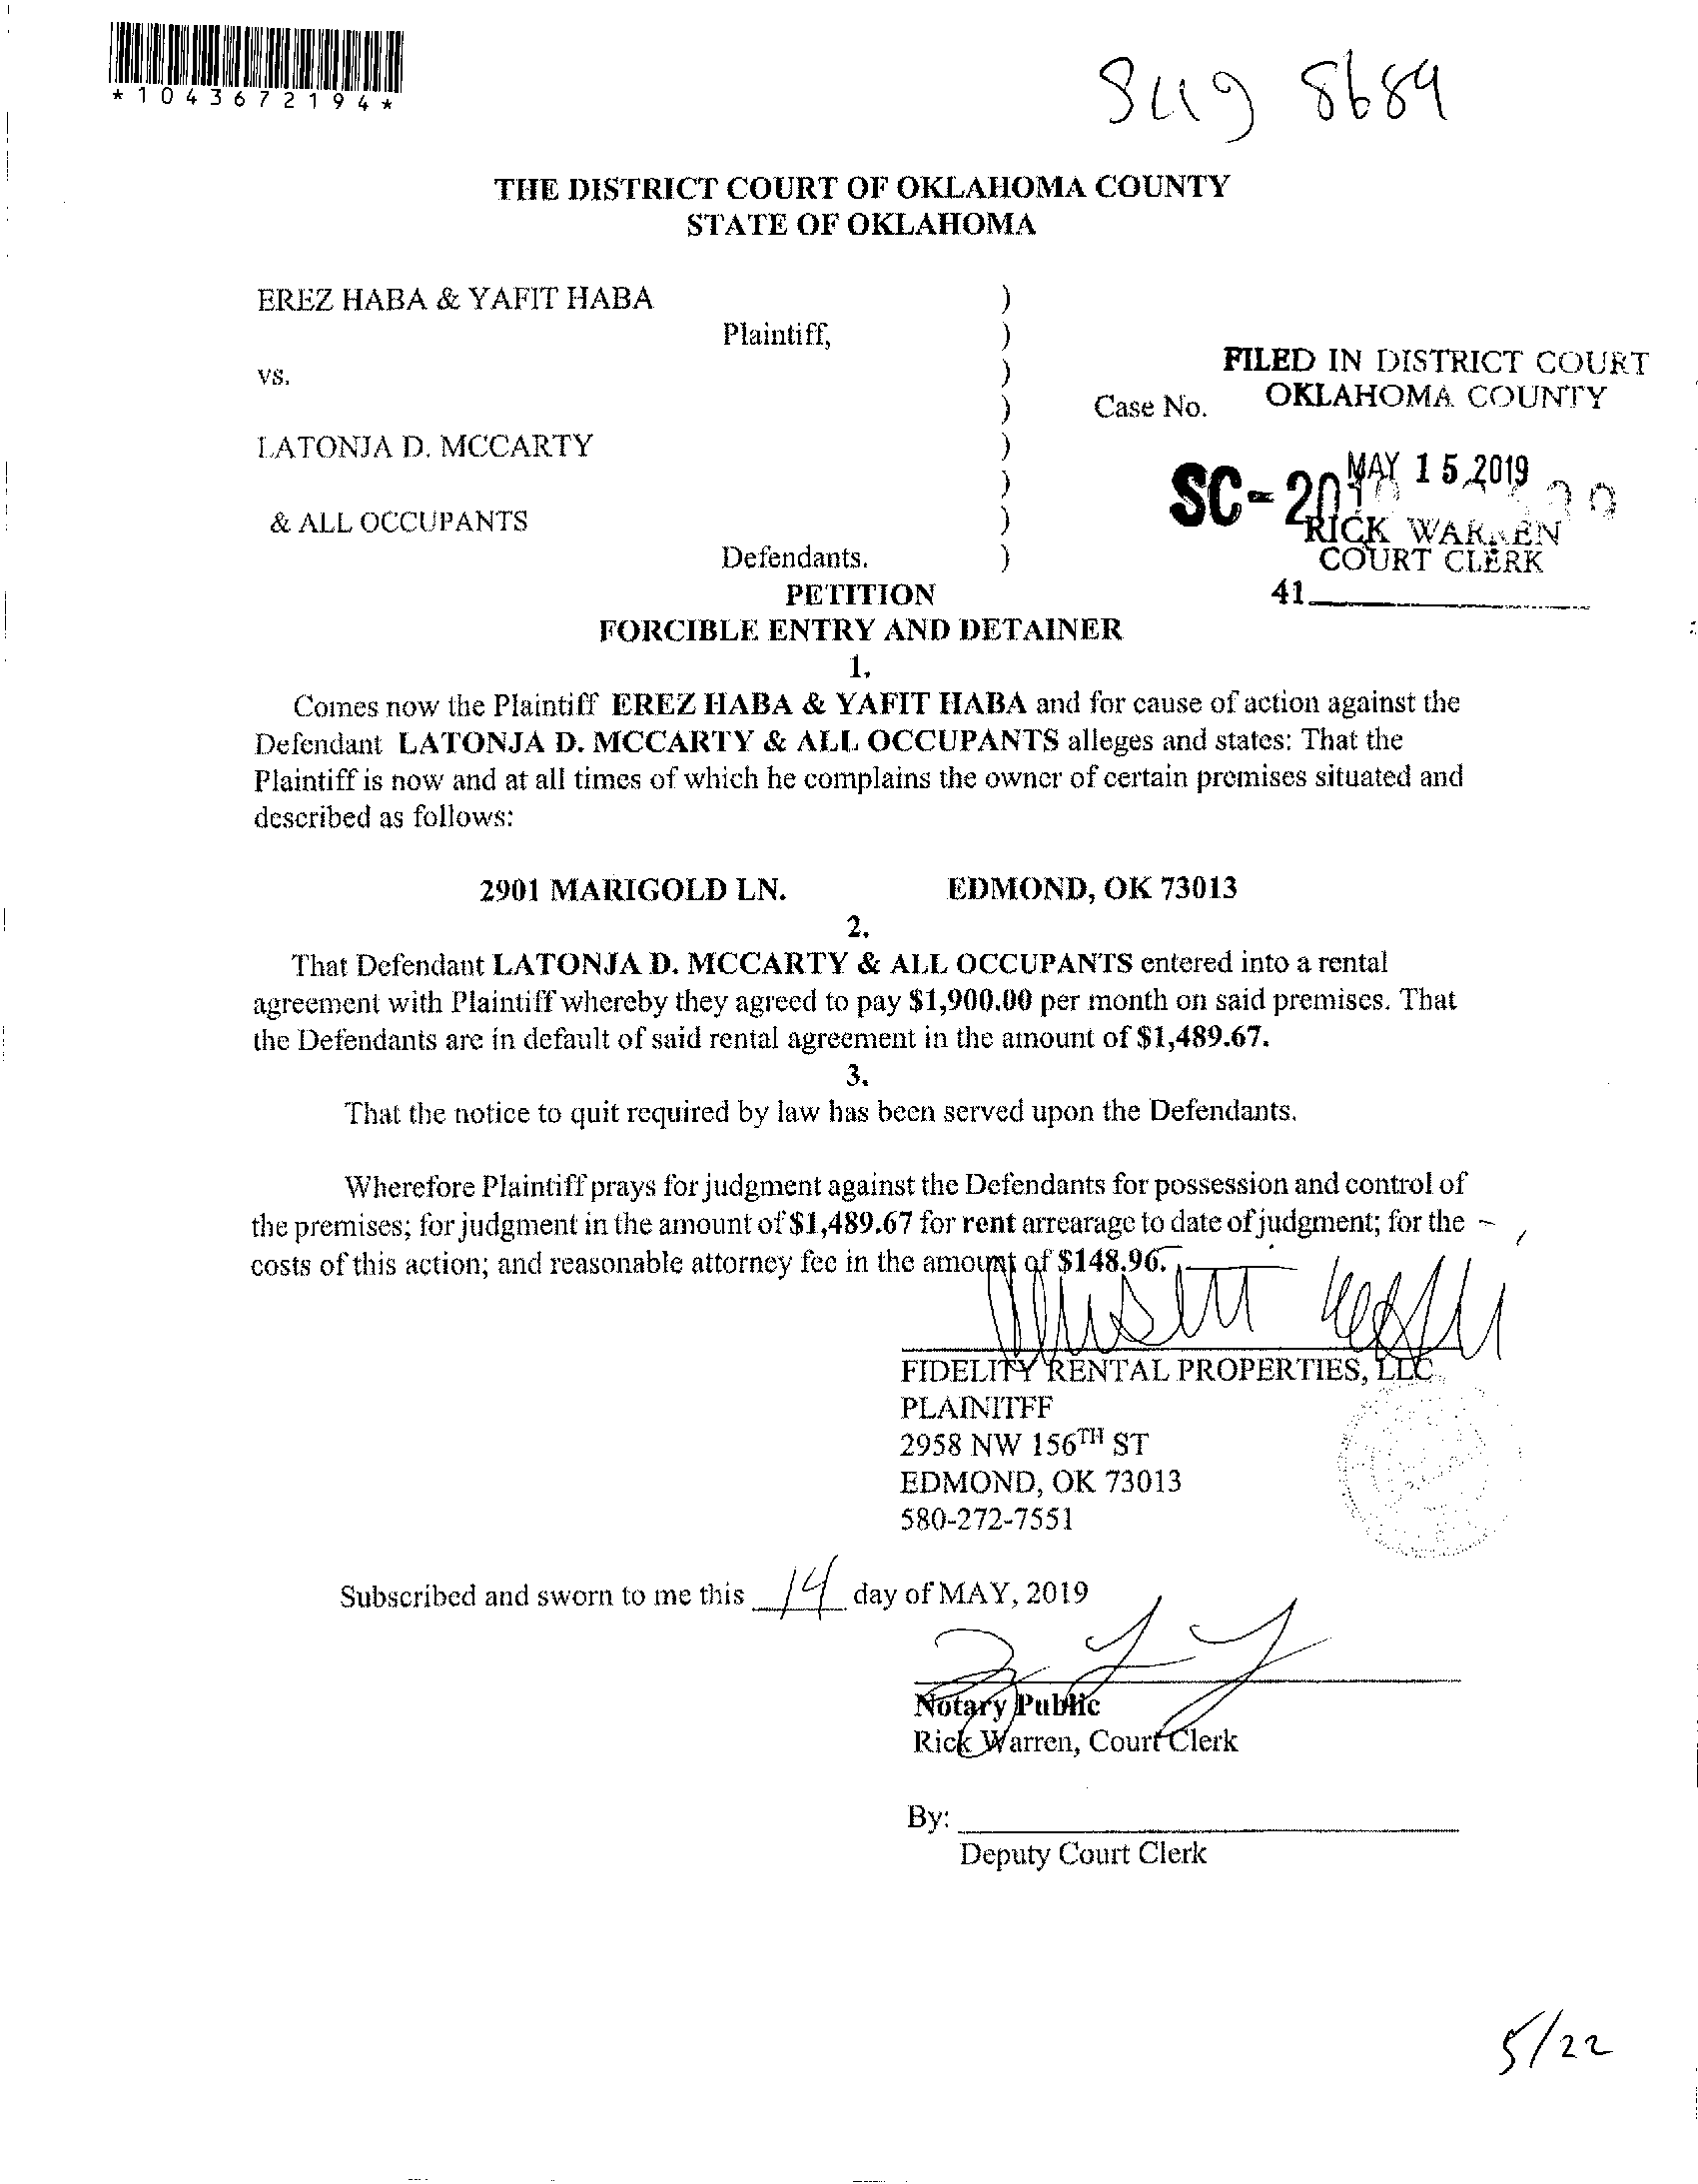 *1043672194*
8689
THE DISTRICT COURT OF OKLAHOMA COUNTY
STATE OF OKLAHOMA
EREZ HABA & YAFIT HABA )
Plaintiff, )
vs. )
) Case No.
FILED IN DISTRICT COURT
OKLAHOMA COUNTY
LATONJA D. MCCARTY )
)
MAY 15 2019
SC-20
& ALL OCCUPANTS )
RICK WARREN
COURT CLERK
Defendants. )
41
PETITION
FORCIBLE ENTRY AND DETAINER
1.
Comes now the Plaintiff EREZ HABA & YAFIT HABA and for cause of action against the
Defendant LATONJA D. MCCARTY & ALL OCCUPANTS alleges and states: That the
Plaintiff is now and at all times of which he complains the owner of certain premises situated and
described as follows:
2901 MARIGOLD LN. EDMOND, OK 73013
2.
That Defendant LATONJA D. MCCARTY & ALL OCCUPANTS entered into a rental
agreement with Plaintiff whereby they agreed to pay $1,900.00 per month on said premises. That
the Defendants are in default of said rental agreement in the amount of $1,489.67.
3.
That the notice to quit required by law has been served upon the Defendants.
Wherefore Plaintiff prays for judgment against the Defendants for possession and control of
the premises; for judgment in the amount of $1,489.67 for rent arrearage to date of judgment; for the
costs of this action; and reasonable attorney fee in the amount of $148.96.
FIDELITY RENTAL PROPERTIES, LLC
PLAINITFF
2958 NW 156TH ST
EDMOND, OK 73013
580-272-7551
Subscribed and sworn to me this 14 day of MAY, 2019
Notary Public
Rick Warren, Court Clerk
By:
Deputy Court Clerk
5/22